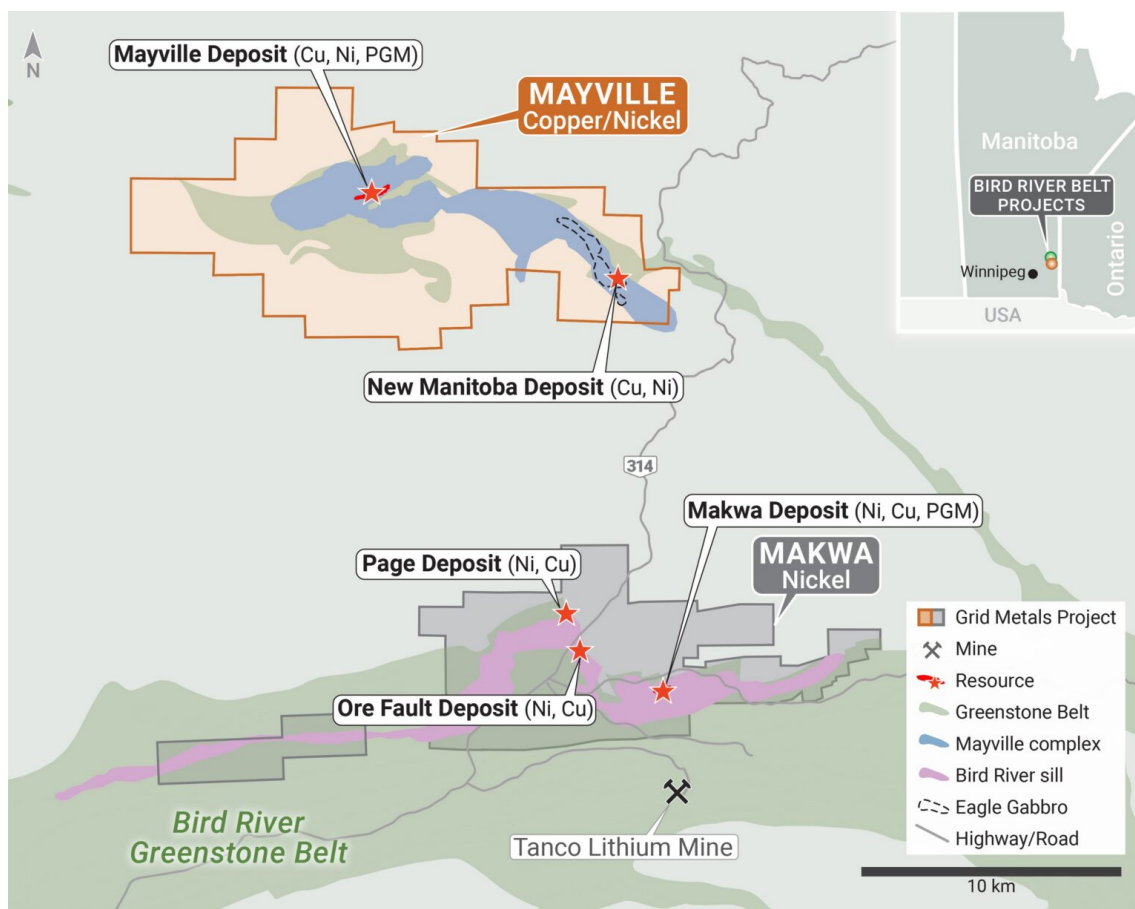 N
Mayville Deposit (Cu, Ni, PGM)
MAYVILLE
Copper/Nickel
Manitoba
BIRD RIVER BELT
PROJECTS
Ontario
Winnipeg
USA
New Manitoba Deposit (Cu, Ni)
314
Makwa Deposit (Ni, Cu, PGM)
Page Deposit (Ni, Cu)
MAKWA
Nickel
Ore Fault Deposit (Ni, Cu)
Bird River
Greenstone Belt
Tanco Lithium Mine
Grid Metals Project
Mine
Resource
Greenstone Belt
Mayville complex
Bird River sill
Eagle Gabbro
Highway/Road
10 km